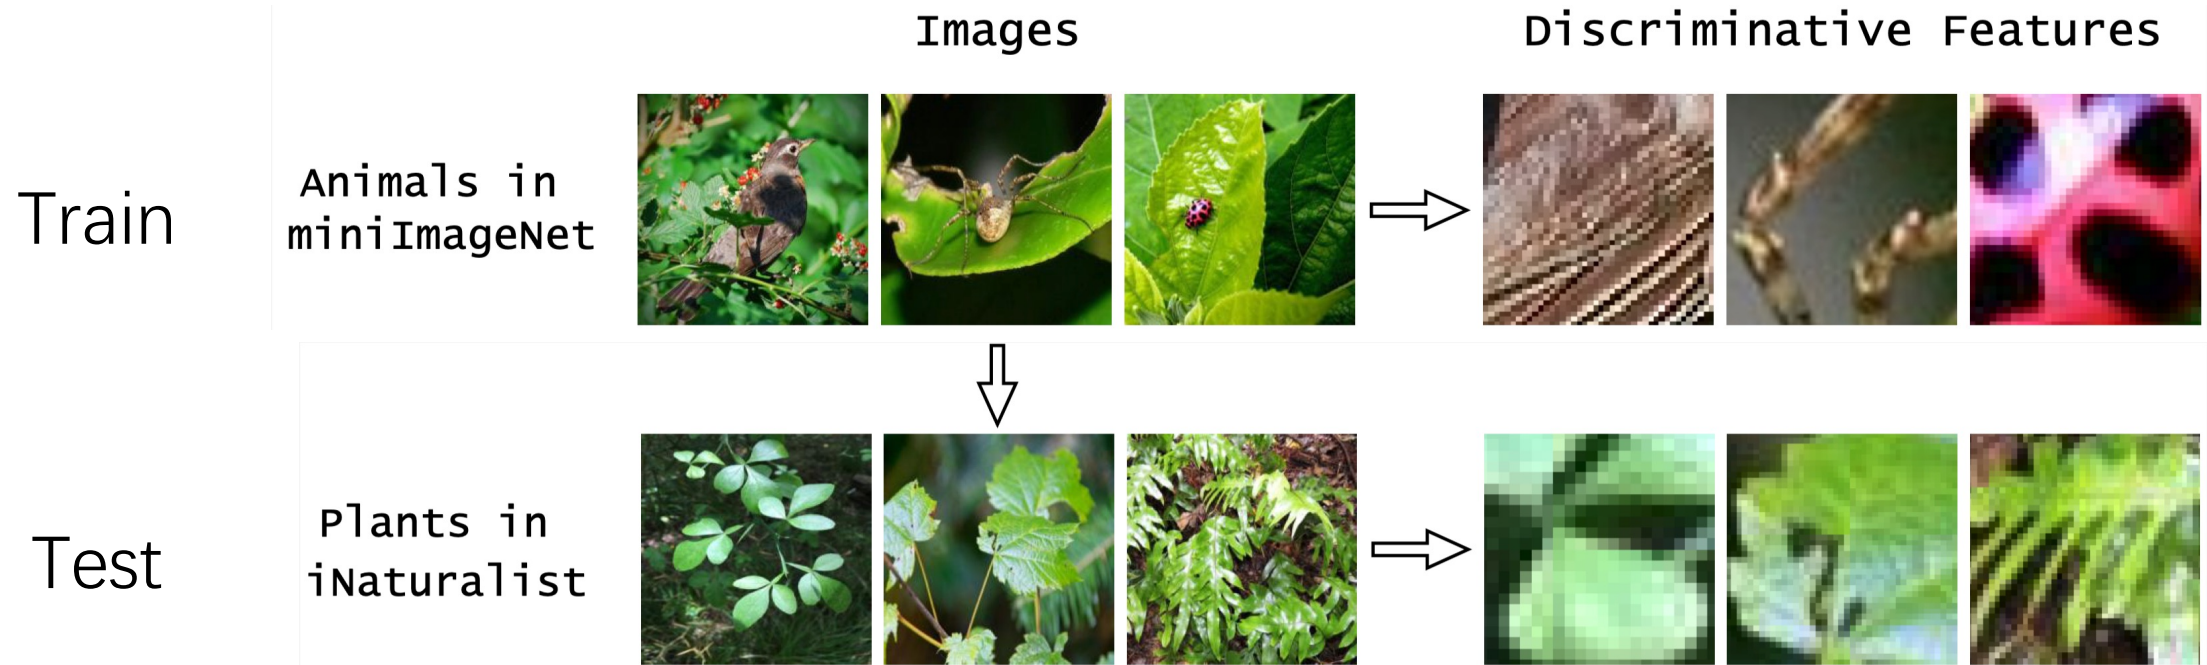 Images
Discriminative Features
Train
Animals in
miniImageNet
Test
Plants in
iNaturalist